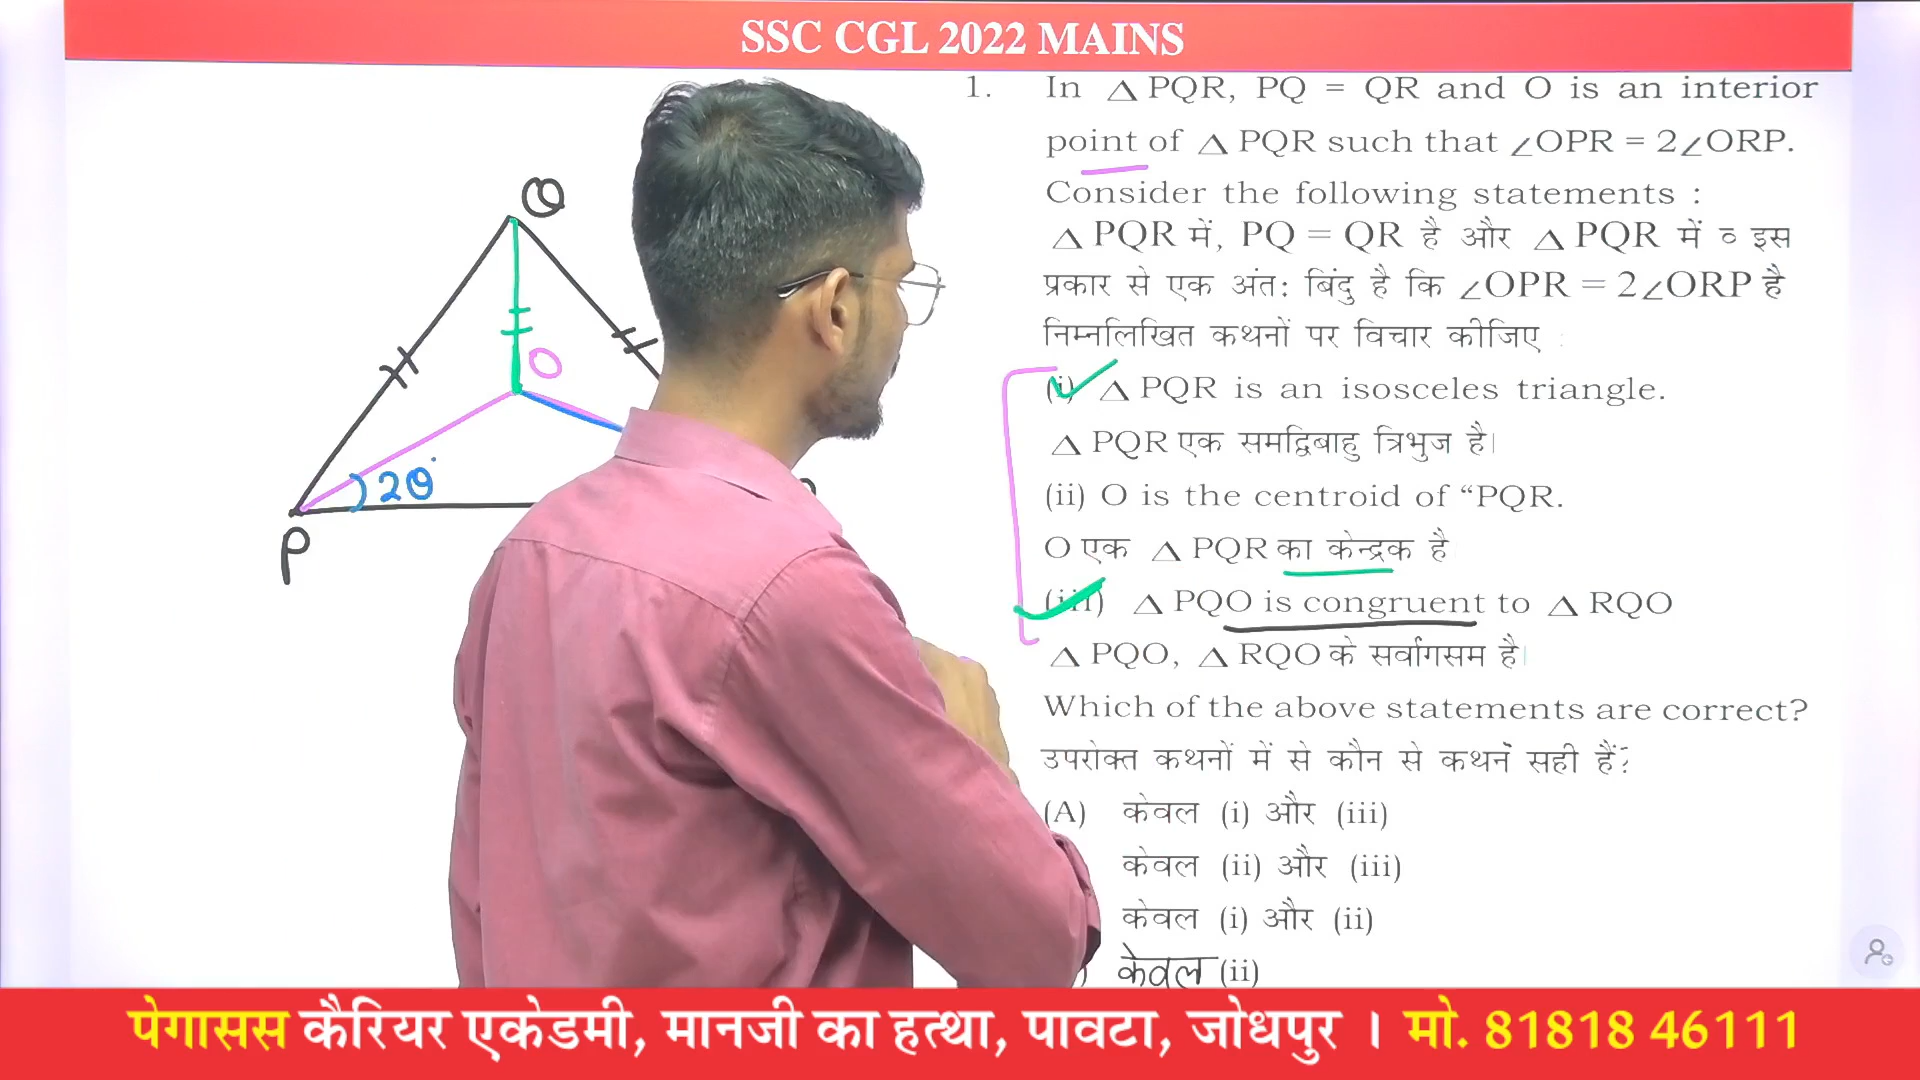 SSC CGL 2022 MAINS
1. In △ PQR, PQ = QR and O is an interior
point of △ PQR such that ∠OPR = 2∠ORP.
Consider the following statements :
△ PQR में, PQ = QR है और △ PQR में व इस
प्रकार से एक अंतः बिंदु है कि ∠OPR = 2∠ORP है
निम्नलिखित कथनों पर विचार कीजिए :
(i) △ PQR is an isosceles triangle.
△ PQR एक समद्विबाहु त्रिभुज है।
(ii) O is the centroid of “PQR.
O एक △ PQR का केन्द्रक है
(iii) △ PQO is congruent to △ RQO
△ PQO, △ RQO के सर्वागसम है।
Which of the above statements are correct?
उपरोक्त कथनों में से कौन से कथन सही हैं?
(A) केवल (i) और (iii)
केवल (ii) और (iii)
केवल (i) और (ii)
केवल (ii)
Q
O
2θ
P
पेगासस कैरियर एकेडमी, मानजी का हत्था, पावटा, जोधपुर । मो. 81818 46111